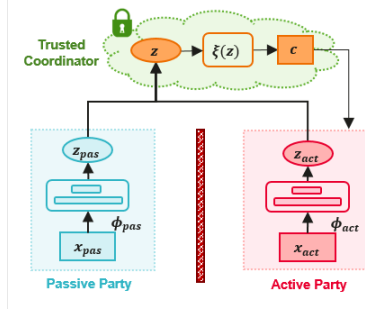 Trusted
Coordinator
z ξ(z) c
z_pas z_act
ϕ_pas ϕ_act
x_pas x_act
Passive Party Active Party